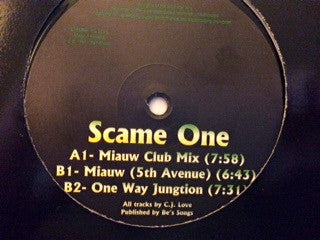 Scame One
A1- Miauw Club Mix (7:58)
B1- Miauw (5th Avenue) (6:43)
B2- One Way Jungtion (7:31)
All tracks by C.J. Love
Published by Be's Songs